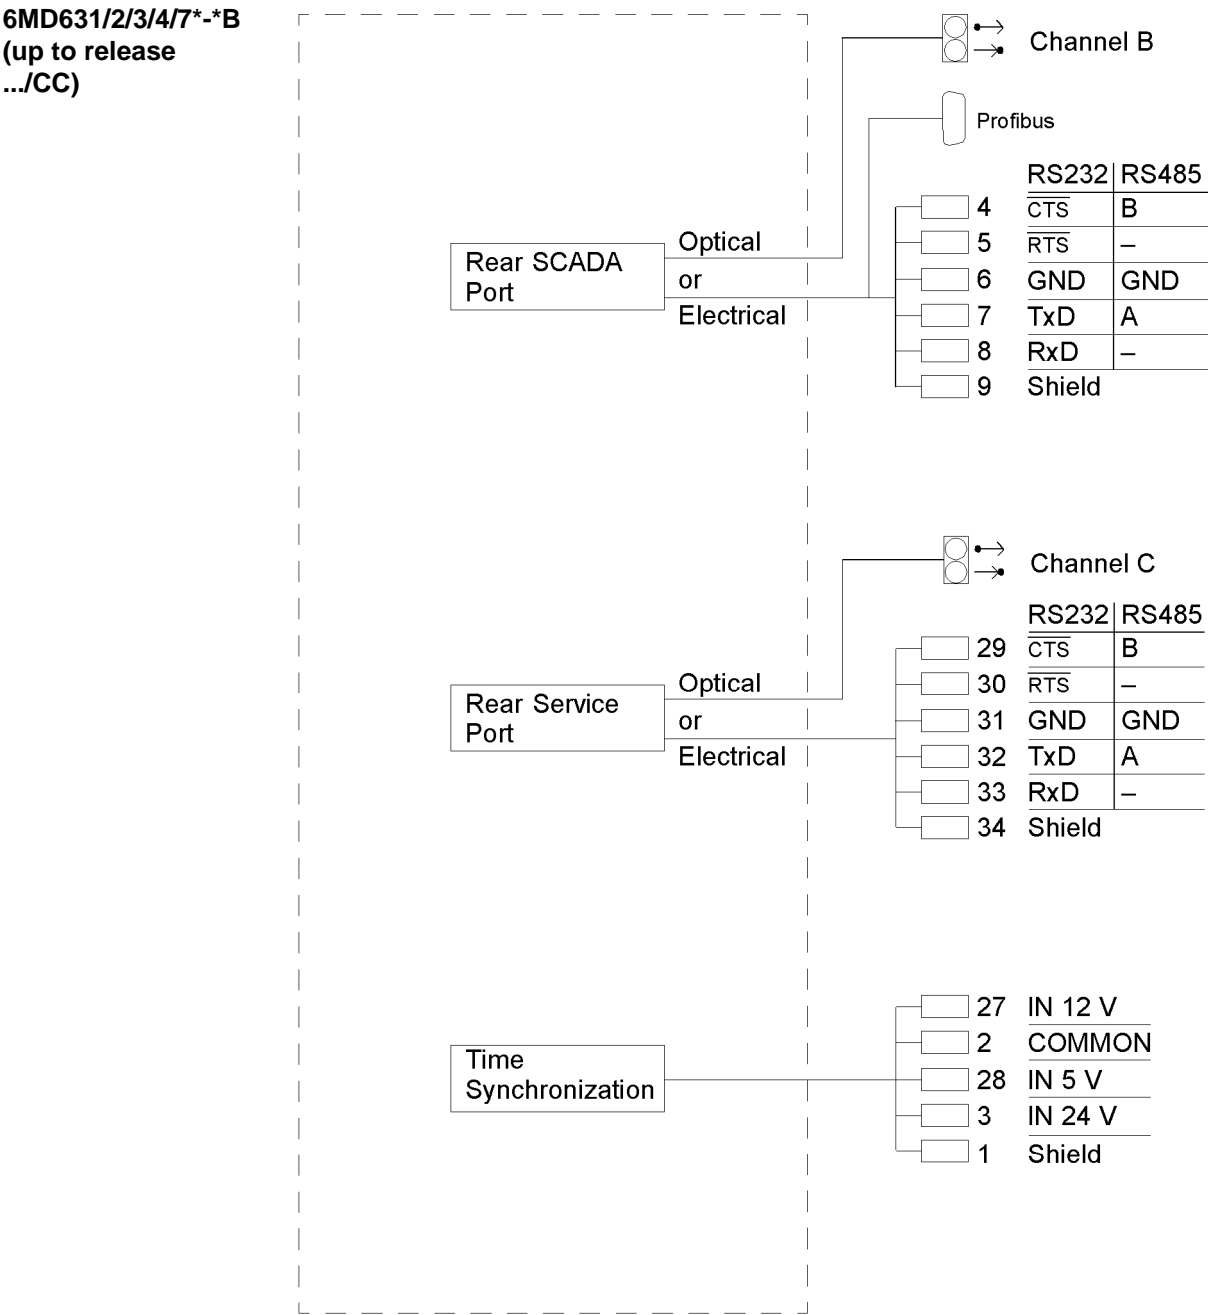 6MD631/2/3/4/7*-*B
(up to release
.../CC)
Channel B
Profibus
RS232 RS485
4 CTS B
5 RTS –
6 GND GND
7 TxD A
8 RxD –
9 Shield
Rear SCADA
Port
Optical
or
Electrical
Channel C
RS232 RS485
29 CTS B
30 RTS –
31 GND GND
32 TxD A
33 RxD –
34 Shield
Rear Service
Port
Optical
or
Electrical
Time
Synchronization
27 IN 12 V
2 COMMON
28 IN 5 V
3 IN 24 V
1 Shield